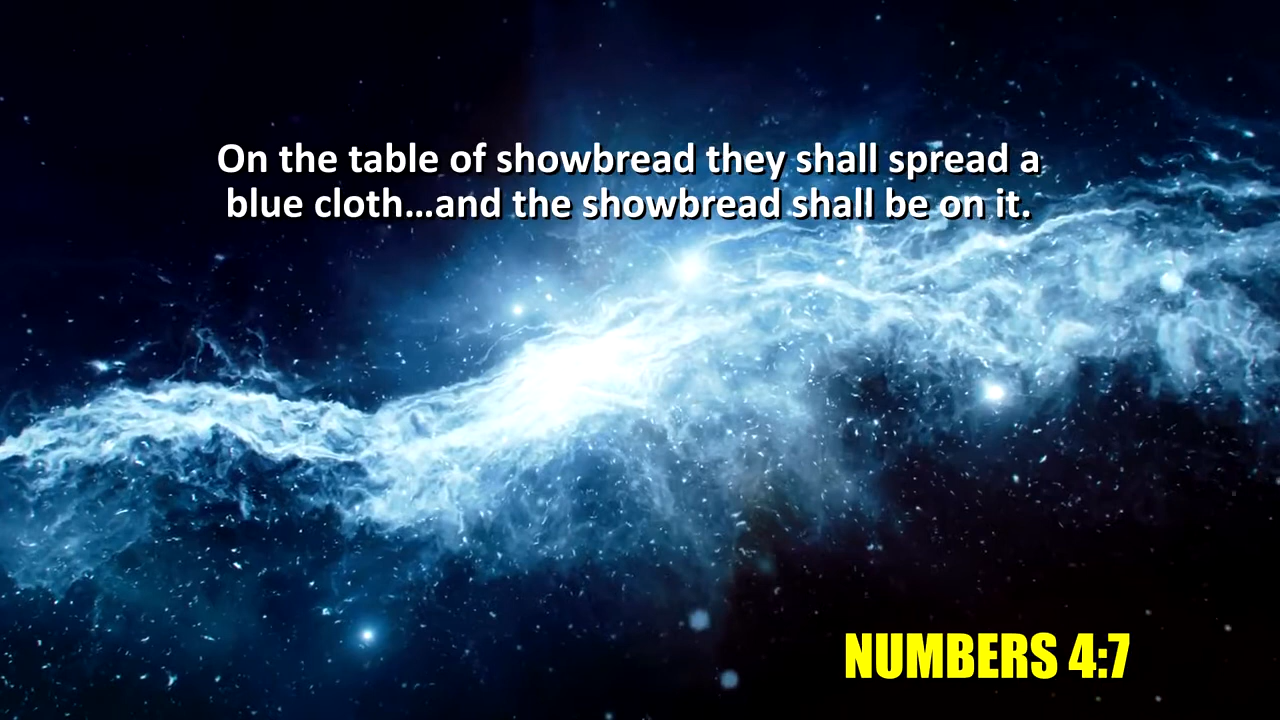 On the table of showbread they shall spread a
blue cloth…and the showbread shall be on it.
NUMBERS 4:7